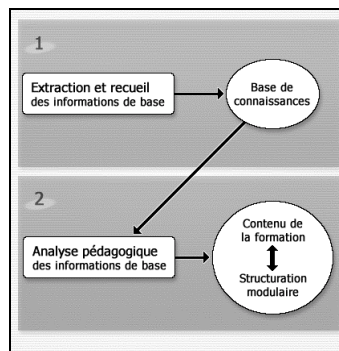 1
Extraction et recueil
des informations de base
Base de
connaissances
2
Analyse pédagogique
des informations de base
Contenu de
la formation
Structuration
modulaire